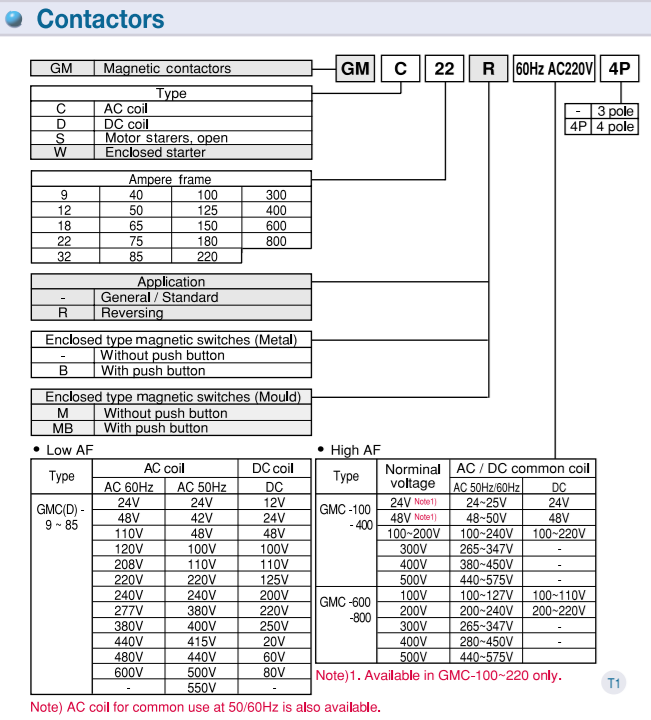 Contactors
GM Magnetic contactors GM C 22 R 60Hz AC220V 4P
Type
C AC coil
D DC coil
S Motor starers, open
W Enclosed starter
- 3 pole
4P 4 pole
Ampere frame
9 40 100 300
12 50 125 400
18 65 150 600
22 75 180 800
32 85 220
Application
- General / Standard
R Reversing
Enclosed type magnetic switches (Metal)
- Without push button
B With push button
Enclosed type magnetic switches (Mould)
M Without push button
MB With push button
• Low AF
Type AC coil DC coil
AC 60Hz AC 50Hz DC
GMC(D) -
9 ~ 85
24V 24V 12V
48V 42V 24V
110V 48V 48V
120V 100V 100V
208V 110V 110V
220V 220V 125V
240V 240V 200V
277V 380V 220V
380V 400V 250V
440V 415V 20V
480V 440V 60V
600V 500V 80V
- 550V -
Note) AC coil for common use at 50/60Hz is also available.
• High AF
Type Norminal voltage AC / DC common coil
AC 50Hz/60Hz DC
GMC -100
- 400
24V Note1) 24~25V 24V
48V Note1) 48~50V 48V
100~200V 100~240V 100~220V
300V 265~347V -
400V 380~450V -
500V 440~575V -
GMC -600
-800
100V 100~127V 100~110V
200V 200~240V 200~220V
300V 265~347V -
400V 280~450V -
500V 440~575V
Note)1. Available in GMC-100~220 only.
T1